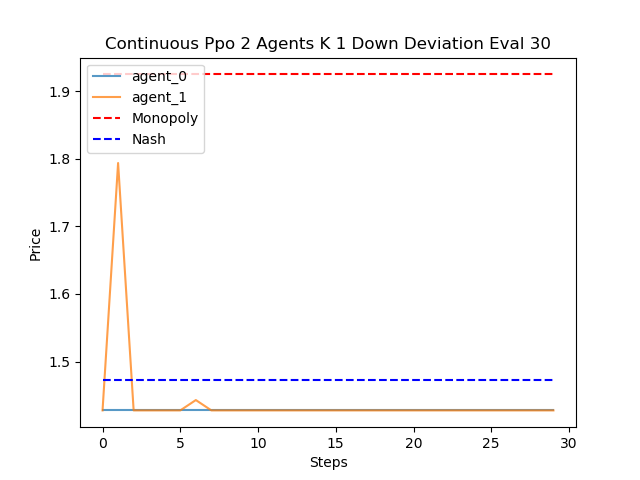 Continuous Ppo 2 Agents K 1 Down Deviation Eval 30
agent_0
agent_1
Monopoly
Nash
1.9
1.8
1.7
1.6
1.5
Price
0 5 10 15 20 25 30
Steps